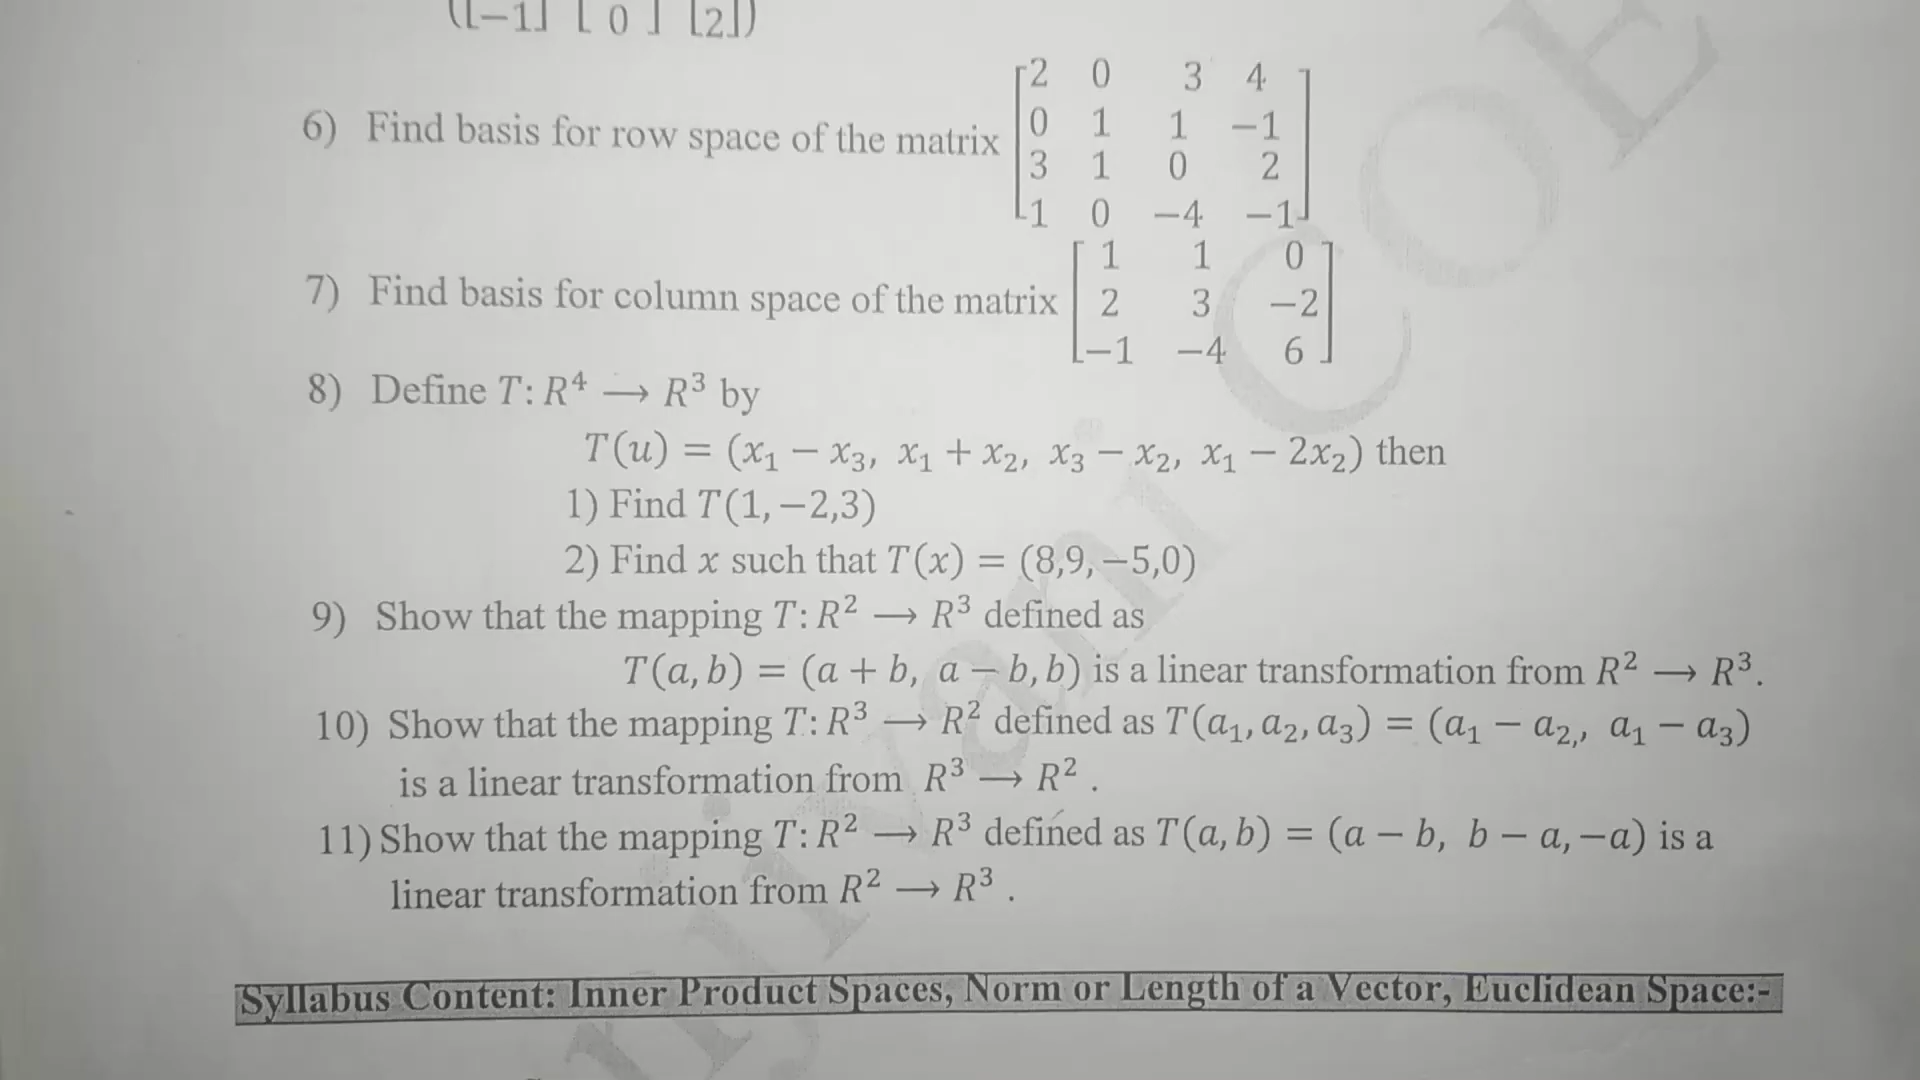 ([-1] [ 0 ] [2])
6) Find basis for row space of the matrix [2 0 3 4
0 1 1 −1
3 1 0 2
1 0 −4 −1]
7) Find basis for column space of the matrix [1 1 0
2 3 −2
−1 −4 6]
8) Define T: R⁴ ⟶ R³ by
T(u) = (x₁ − x₃, x₁ + x₂, x₃ − x₂, x₁ − 2x₂) then
1) Find T(1, −2,3)
2) Find x such that T(x) = (8,9, −5,0)
9) Show that the mapping T: R² ⟶ R³ defined as
T(a, b) = (a + b, a − b, b) is a linear transformation from R² ⟶ R³.
10) Show that the mapping T: R³ ⟶ R² defined as T(a₁, a₂, a₃) = (a₁ − a₂,, a₁ − a₃)
is a linear transformation from R³ ⟶ R² .
11) Show that the mapping T: R² ⟶ R³ defined as T(a, b) = (a − b, b − a, −a) is a
linear transformation from R² ⟶ R³ .
Syllabus Content: Inner Product Spaces, Norm or Length of a Vector, Euclidean Space:-